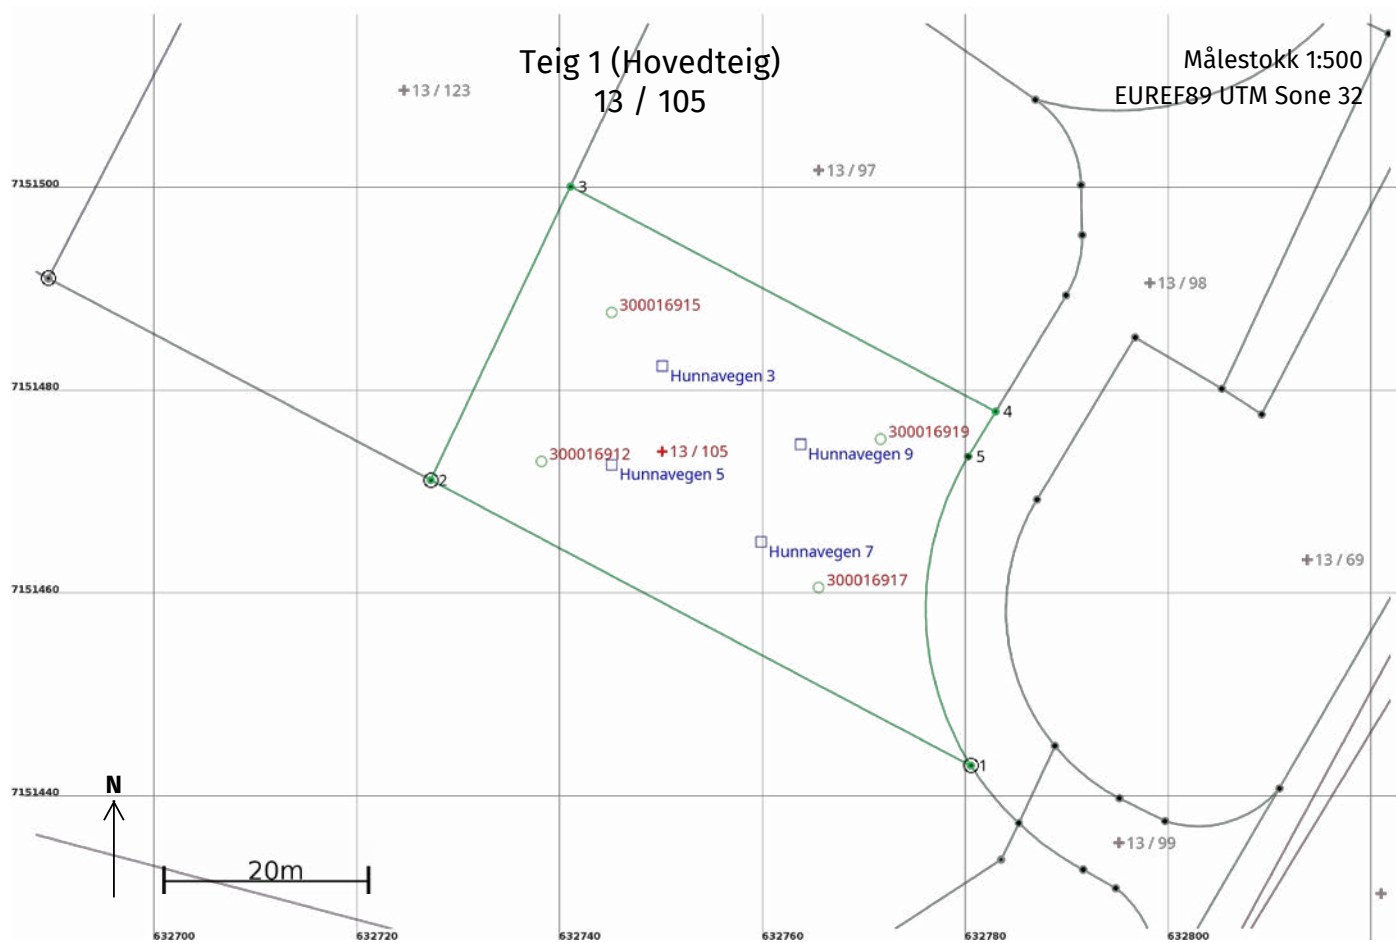 Teig 1 (Hovedteig)
13 / 105
Målestokk 1:500
EUREF89 UTM Sone 32
13 / 123
13 / 97
7151500
3
13 / 98
300016915
Hunnavegen 3
7151480
4
300016919
300016912
13 / 105
Hunnavegen 9
5
Hunnavegen 5
2
Hunnavegen 7
13 / 69
300016917
7151460
1
N
7151440
13 / 99
20m
632700
632720
632740
632760
632780
632800